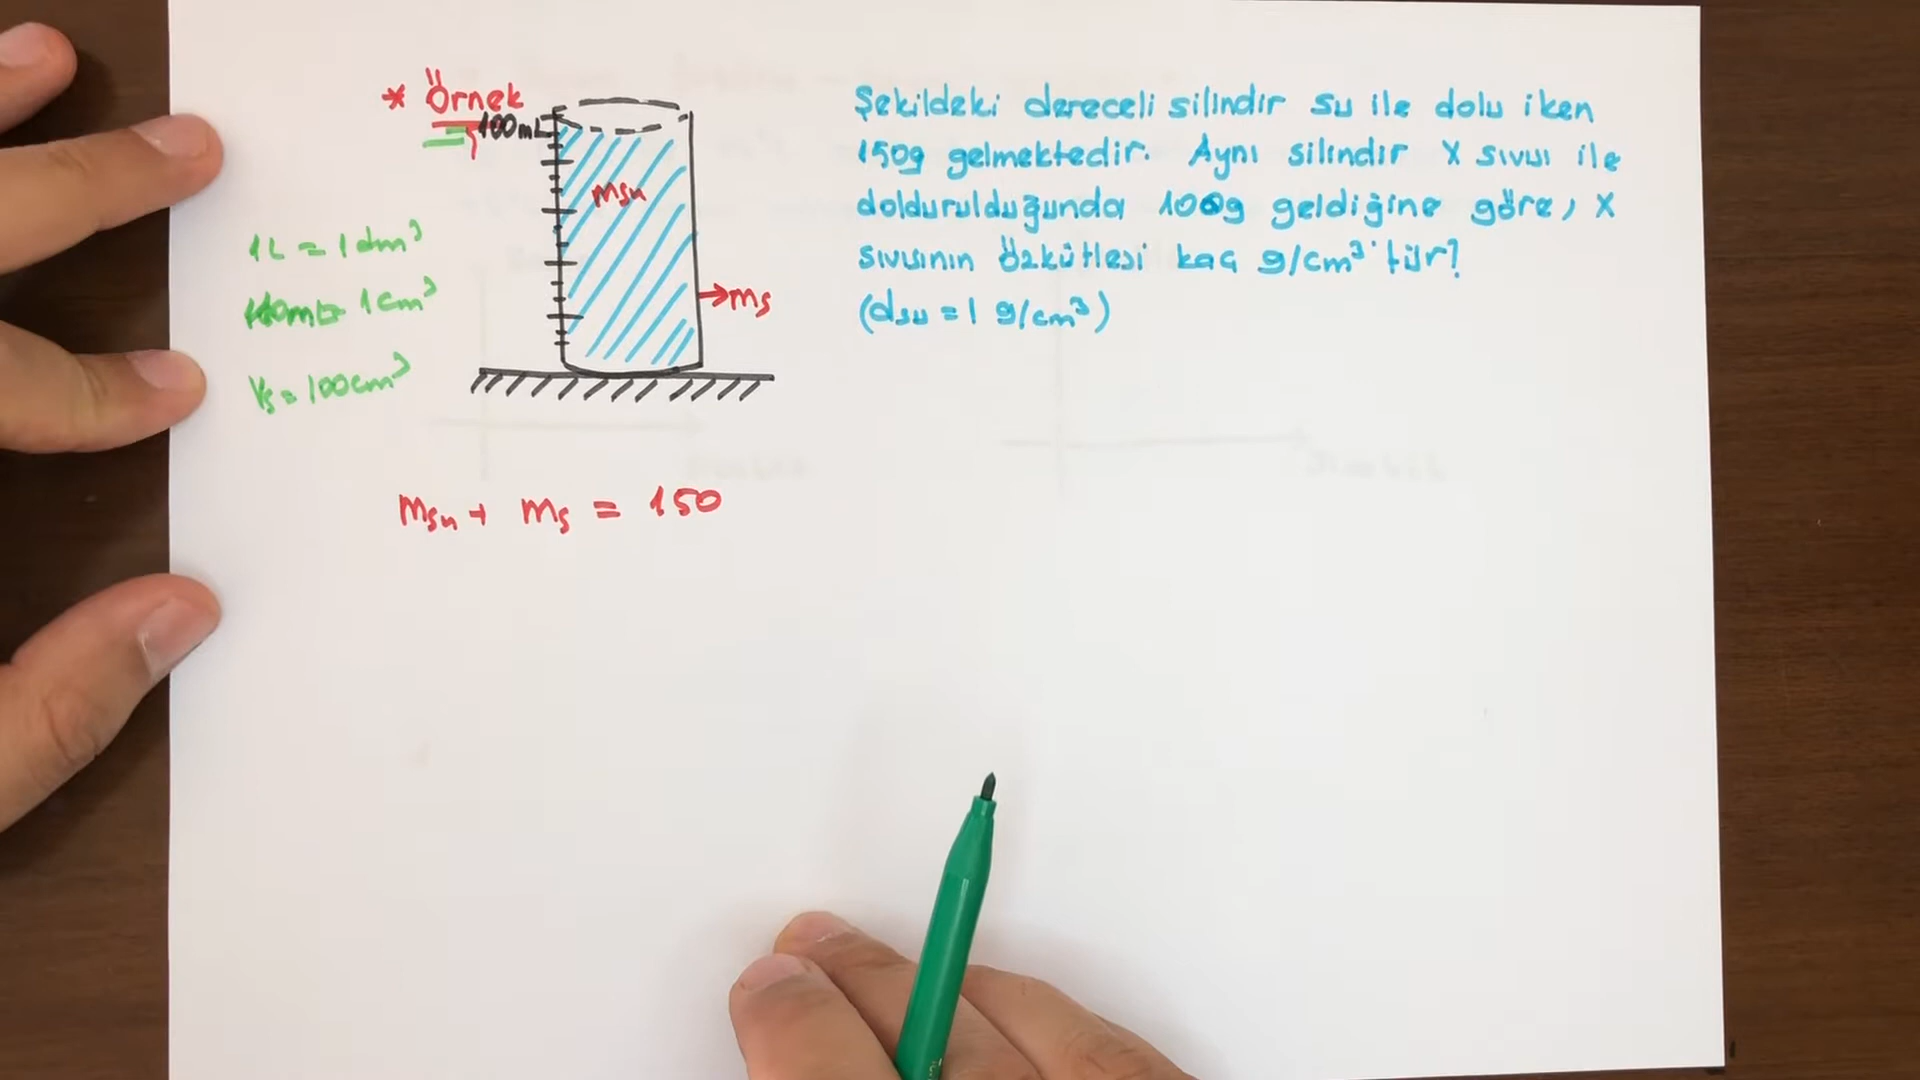 * Örnek
100mL
msu
ms
1L = 1dm³
1cm³
Vs = 100cm³
Şekildeki dereceli silindir su ile dolu iken
150g gelmektedir. Aynı silindir X sıvısı ile
doldurulduğunda 100g geldiğine göre, X
sıvısının özkütlesi kaç g/cm³'tür?
(dsu = 1 g/cm³)
msu + ms = 150